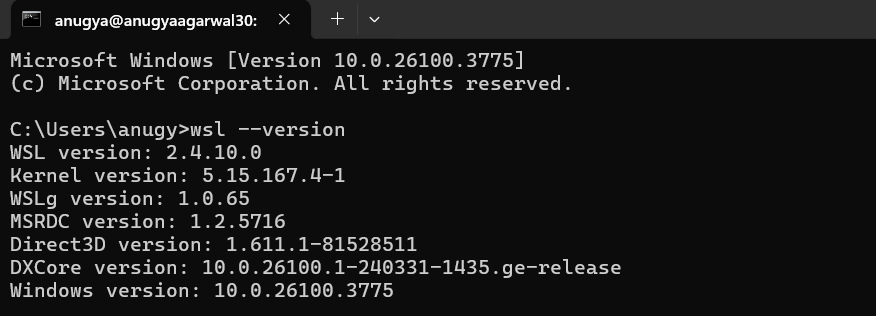 anugya@anugyaagarwal30:
Microsoft Windows [Version 10.0.26100.3775]
(c) Microsoft Corporation. All rights reserved.
C:\Users\anugy>wsl --version
WSL version: 2.4.10.0
Kernel version: 5.15.167.4-1
WSLg version: 1.0.65
MSRDC version: 1.2.5716
Direct3D version: 1.611.1-81528511
DXCore version: 10.0.26100.1-240331-1435.ge-release
Windows version: 10.0.26100.3775